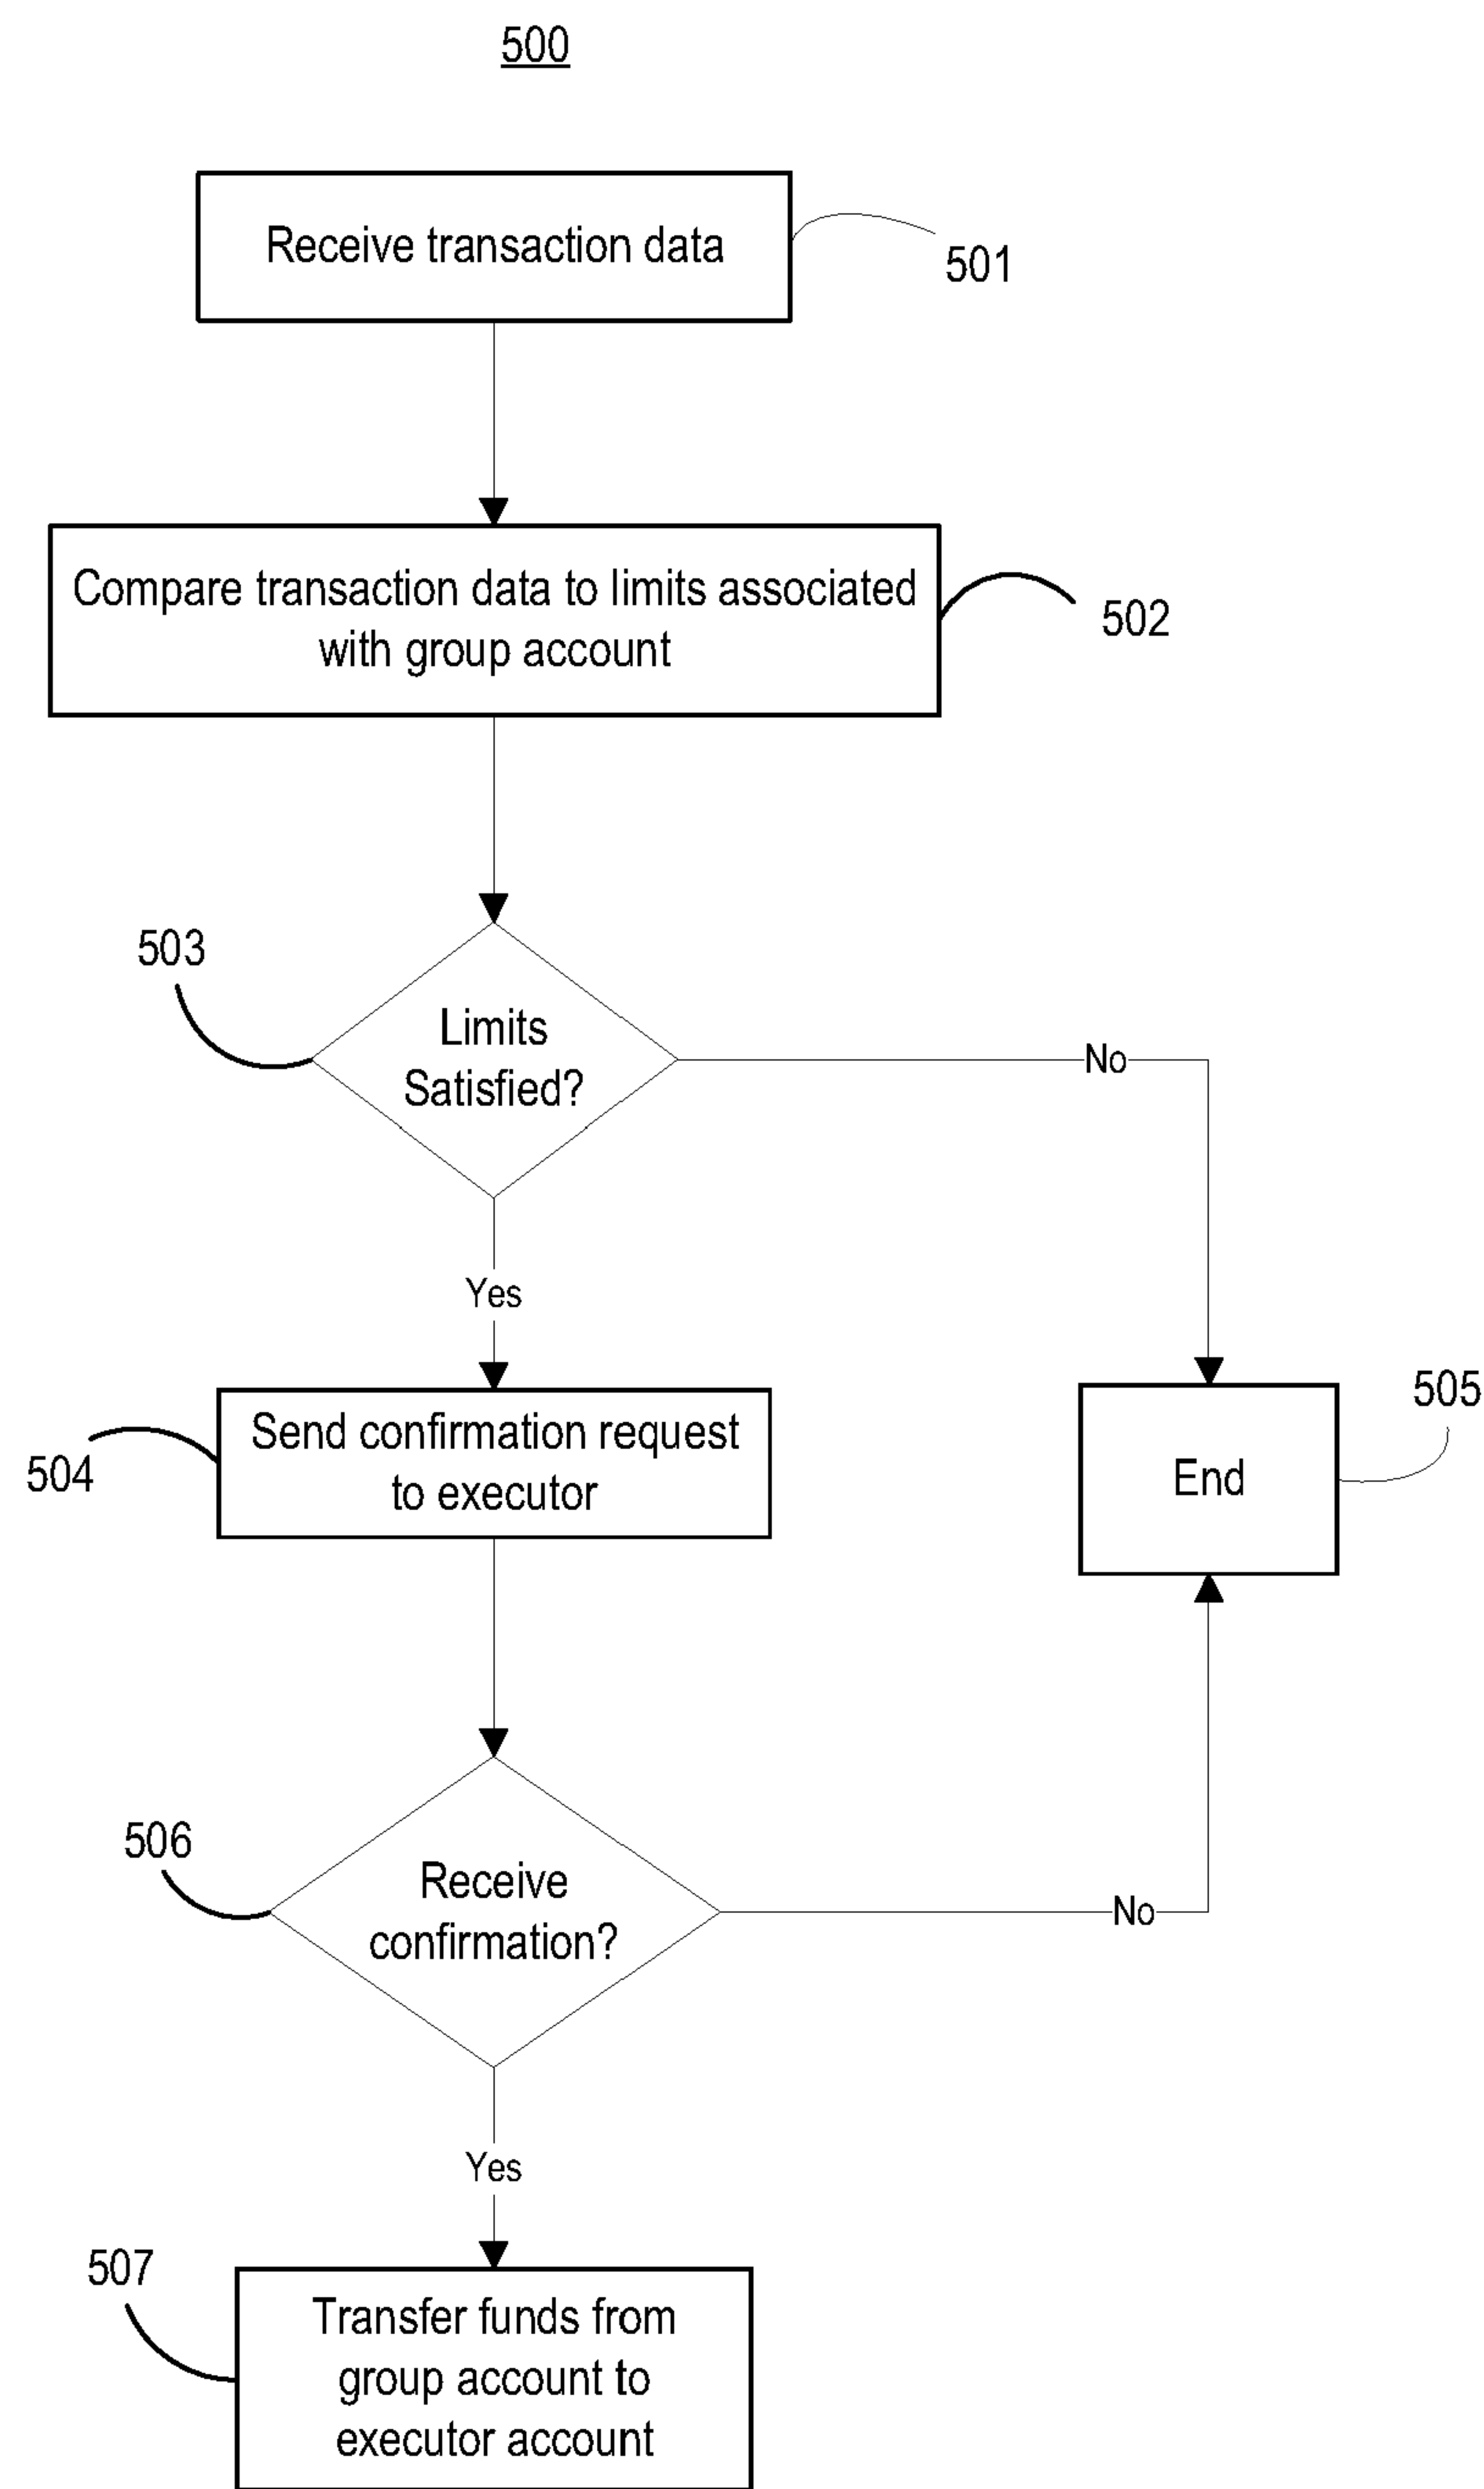 500
Receive transaction data
501
Compare transaction data to limits associated
with group account
502
503
Limits
Satisfied?
No
Yes
Send confirmation request
to executor
504
End
505
506
Receive
confirmation?
No
Yes
507
Transfer funds from
group account to
executor account